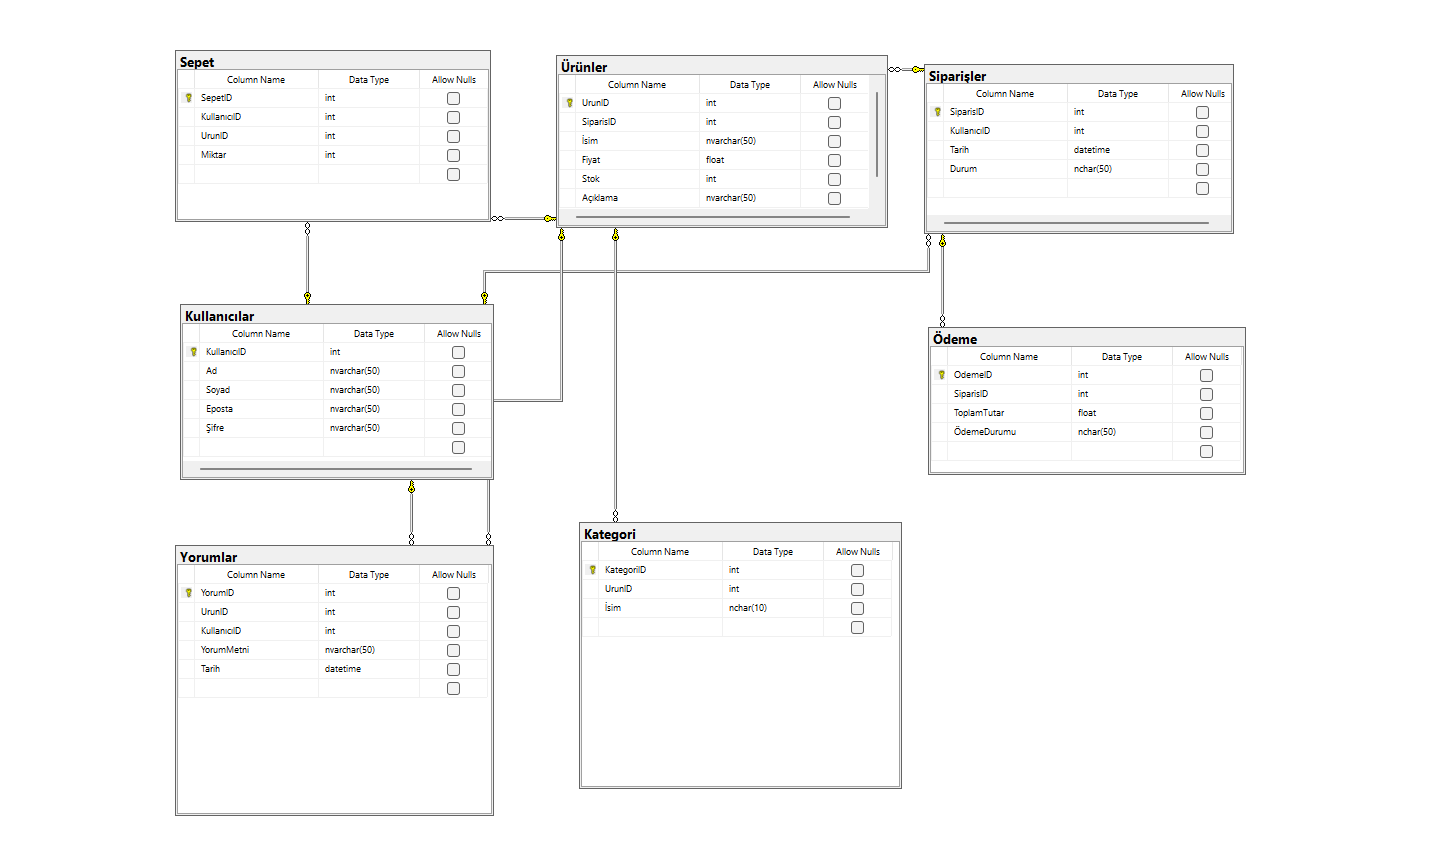 Sepet
Column Name Data Type Allow Nulls
SepetID int
KullanıcıID int
UrunID int
Miktar int
Ürünler
Column Name Data Type Allow Nulls
UrunID int
SiparisID int
İsim nvarchar(50)
Fiyat float
Stok int
Açıklama nvarchar(50)
Siparişler
Column Name Data Type Allow Nulls
SiparisID int
KullanıcıID int
Tarih datetime
Durum nchar(50)
Kullanıcılar
Column Name Data Type Allow Nulls
KullanıcıID int
Ad nvarchar(50)
Soyad nvarchar(50)
Eposta nvarchar(50)
Şifre nvarchar(50)
Ödeme
Column Name Data Type Allow Nulls
OdemeID int
SiparisID int
ToplamTutar float
ÖdemeDurumu nchar(50)
Yorumlar
Column Name Data Type Allow Nulls
YorumID int
UrunID int
KullanıcıID int
YorumMetni nvarchar(50)
Tarih datetime
Kategori
Column Name Data Type Allow Nulls
KategoriID int
UrunID int
İsim nchar(10)